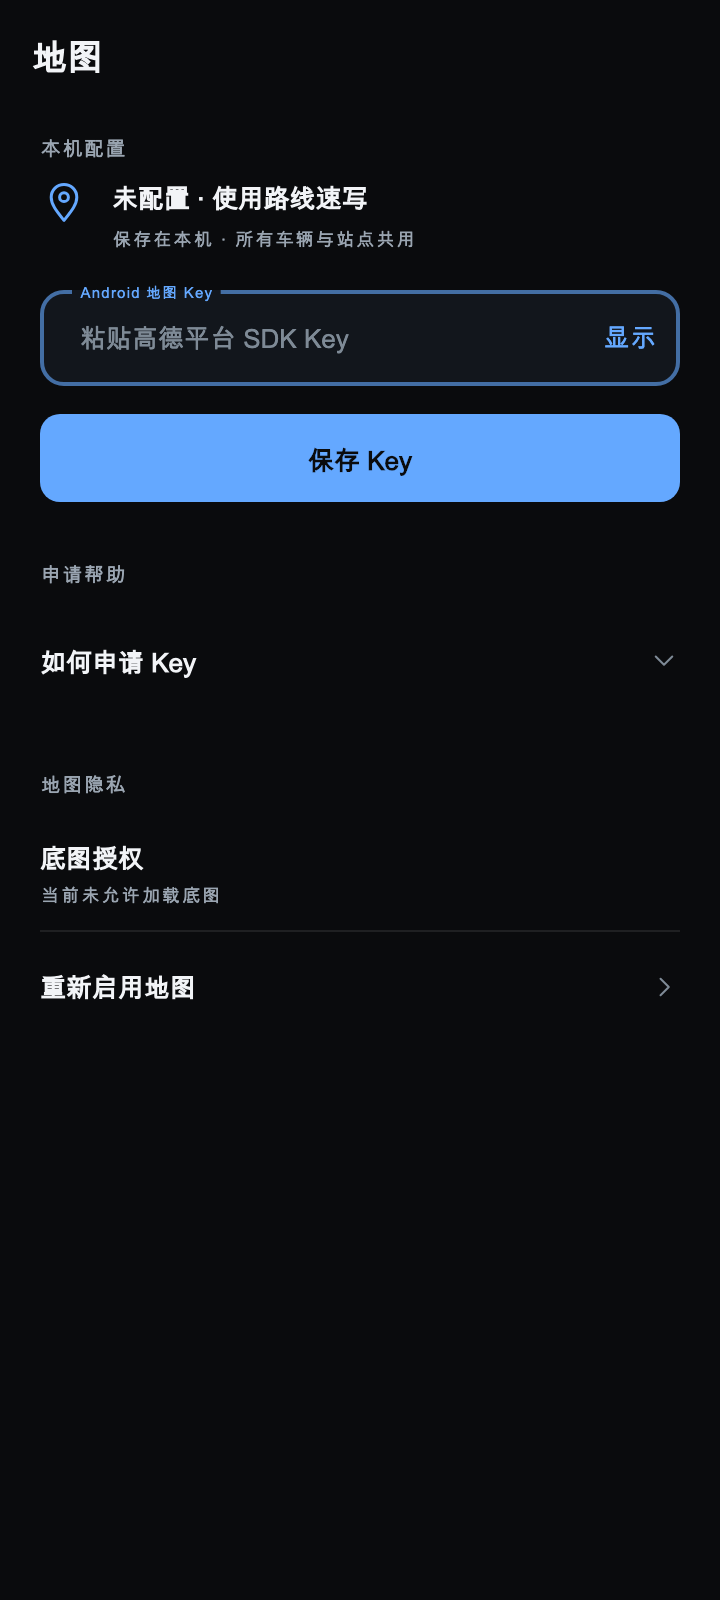 地图
本机配置
未配置 · 使用路线速写
保存在本机 · 所有车辆与站点共用
Android 地图 Key
粘贴高德平台 SDK Key
显示
保存 Key
申请帮助
如何申请 Key
地图隐私
底图授权
当前未允许加载底图
重新启用地图